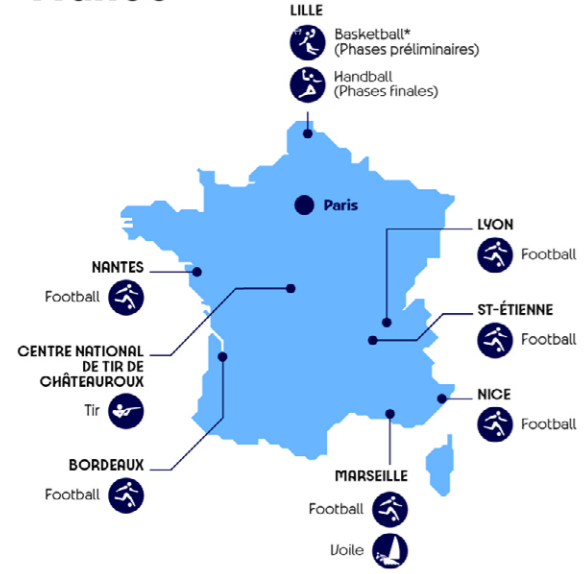 France
LILLE
Basketball*
(Phases préliminaires)
Handball
(Phases finales)
Paris
LYON
Football
NANTES
Football
ST-ÉTIENNE
Football
CENTRE NATIONAL
DE TIR DE
CHÂTEAUROUX
Tir
NICE
Football
BORDEAUX
Football
MARSEILLE
Football
Voile